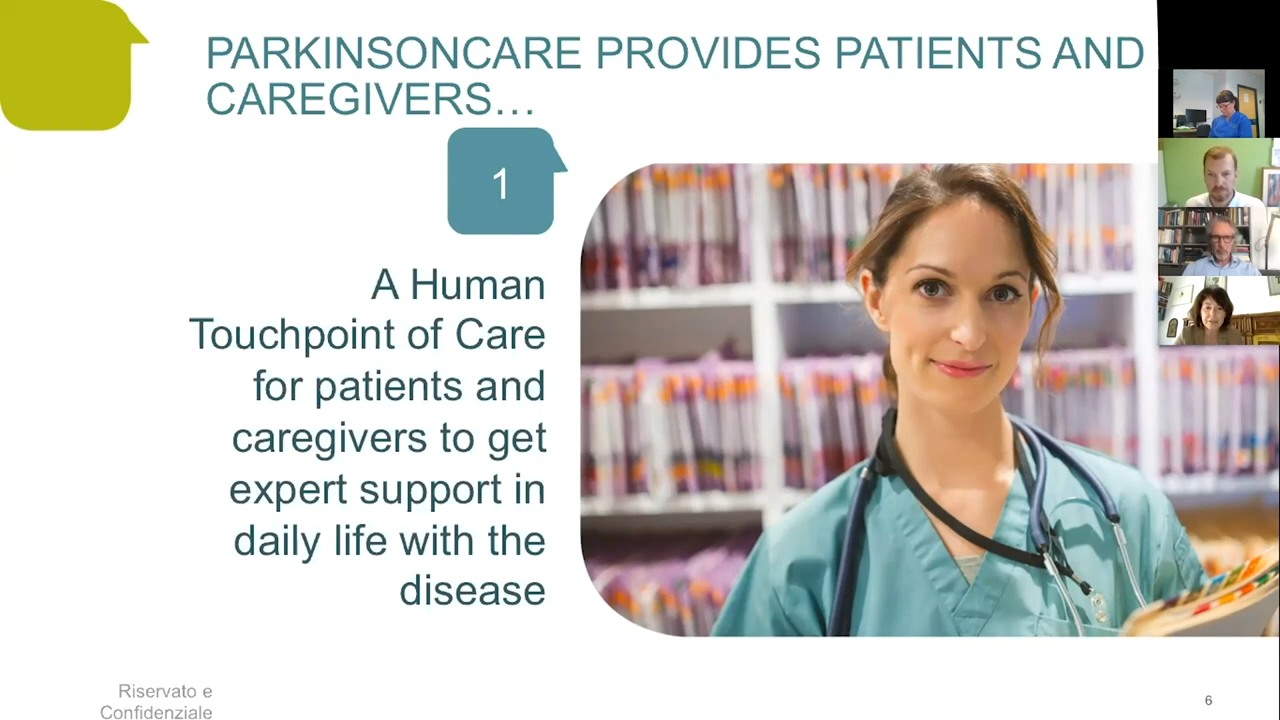 PARKINSONCARE PROVIDES PATIENTS AND
CAREGIVERS…
1
A Human
Touchpoint of Care
for patients and
caregivers to get
expert support in
daily life with the
disease
Riservato e
Confidenziale
6